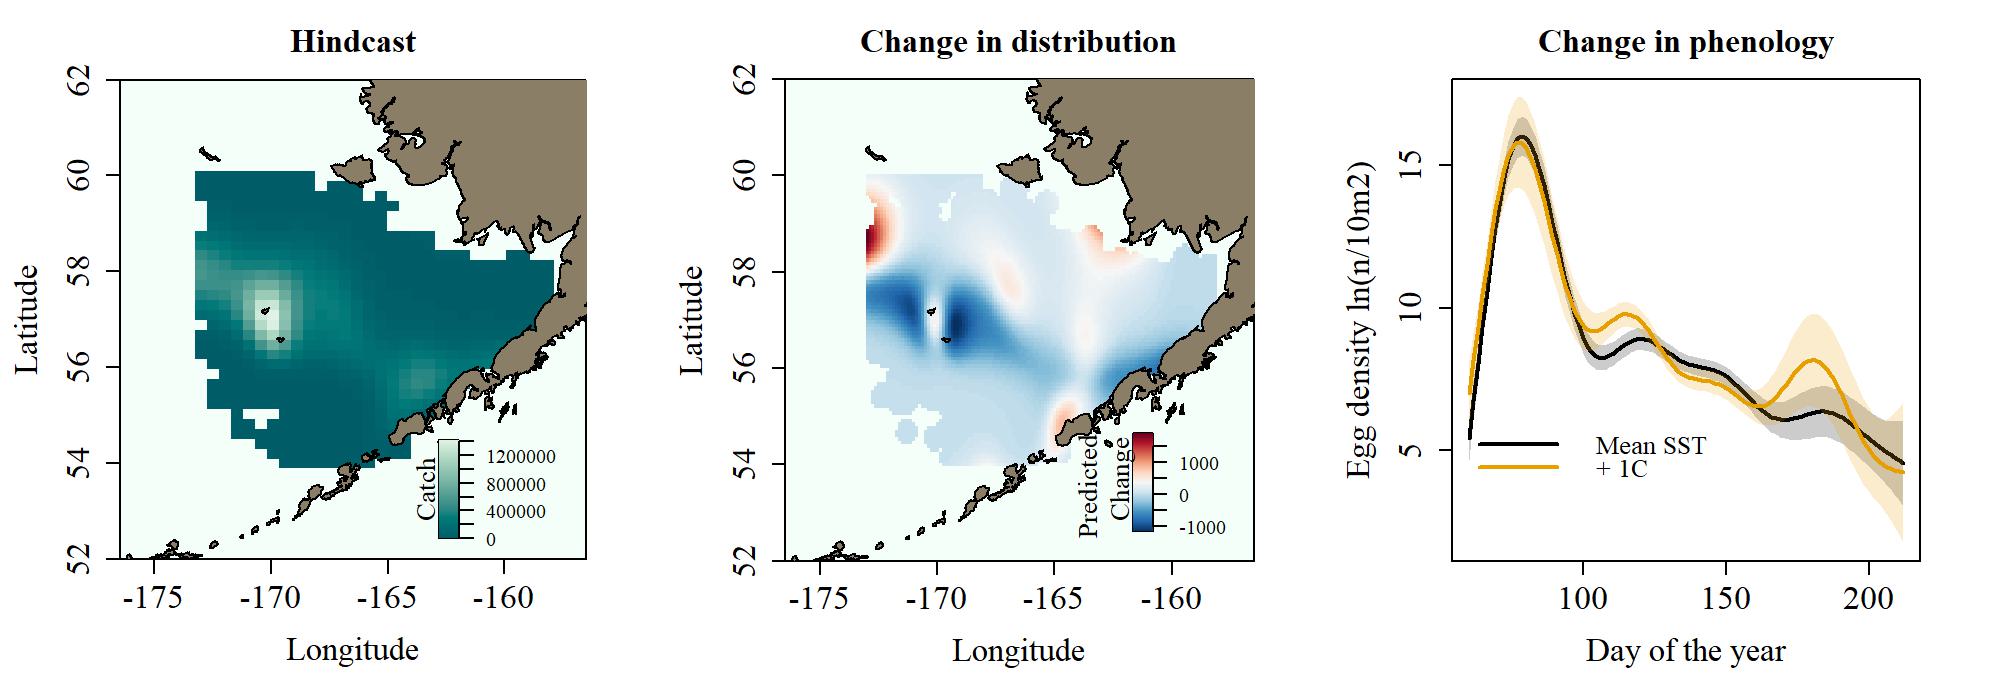 Hindcast
62
60
58
56
54
52
Latitude
-175
-170
-165
-160
Longitude
Catch
1200000
800000
400000
0
Change in distribution
62
60
58
56
54
52
Latitude
-175
-170
-165
-160
Longitude
Predicted
Change
1000
0
-1000
Change in phenology
15
10
5
Egg density ln(n/10m2)
Mean SST
+ 1C
100
150
200
Day of the year